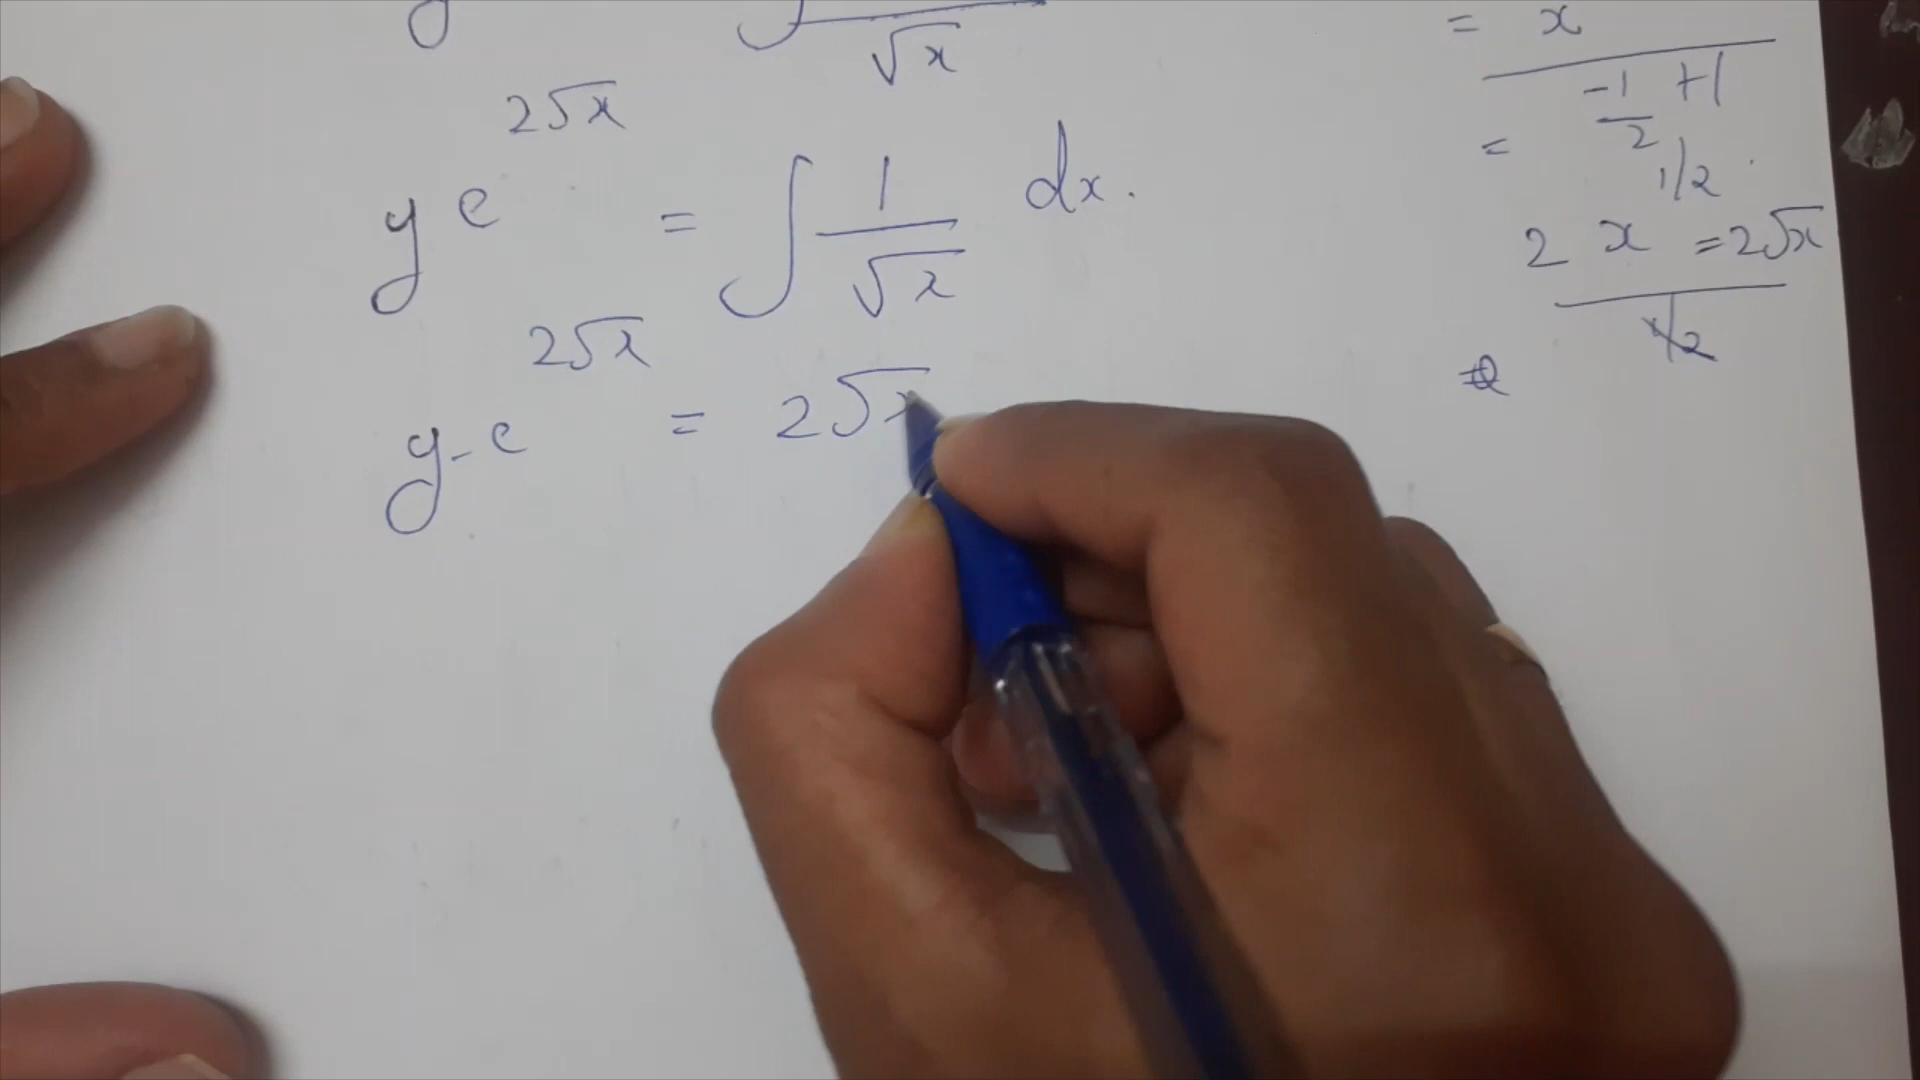 y ∫ / √x
y e^{2√x} = ∫ 1/√x dx.
y-e^{2√x} = 2√x
= x / (-1/2 +1)
= 2 x^{1/2} = 2√x
1/2